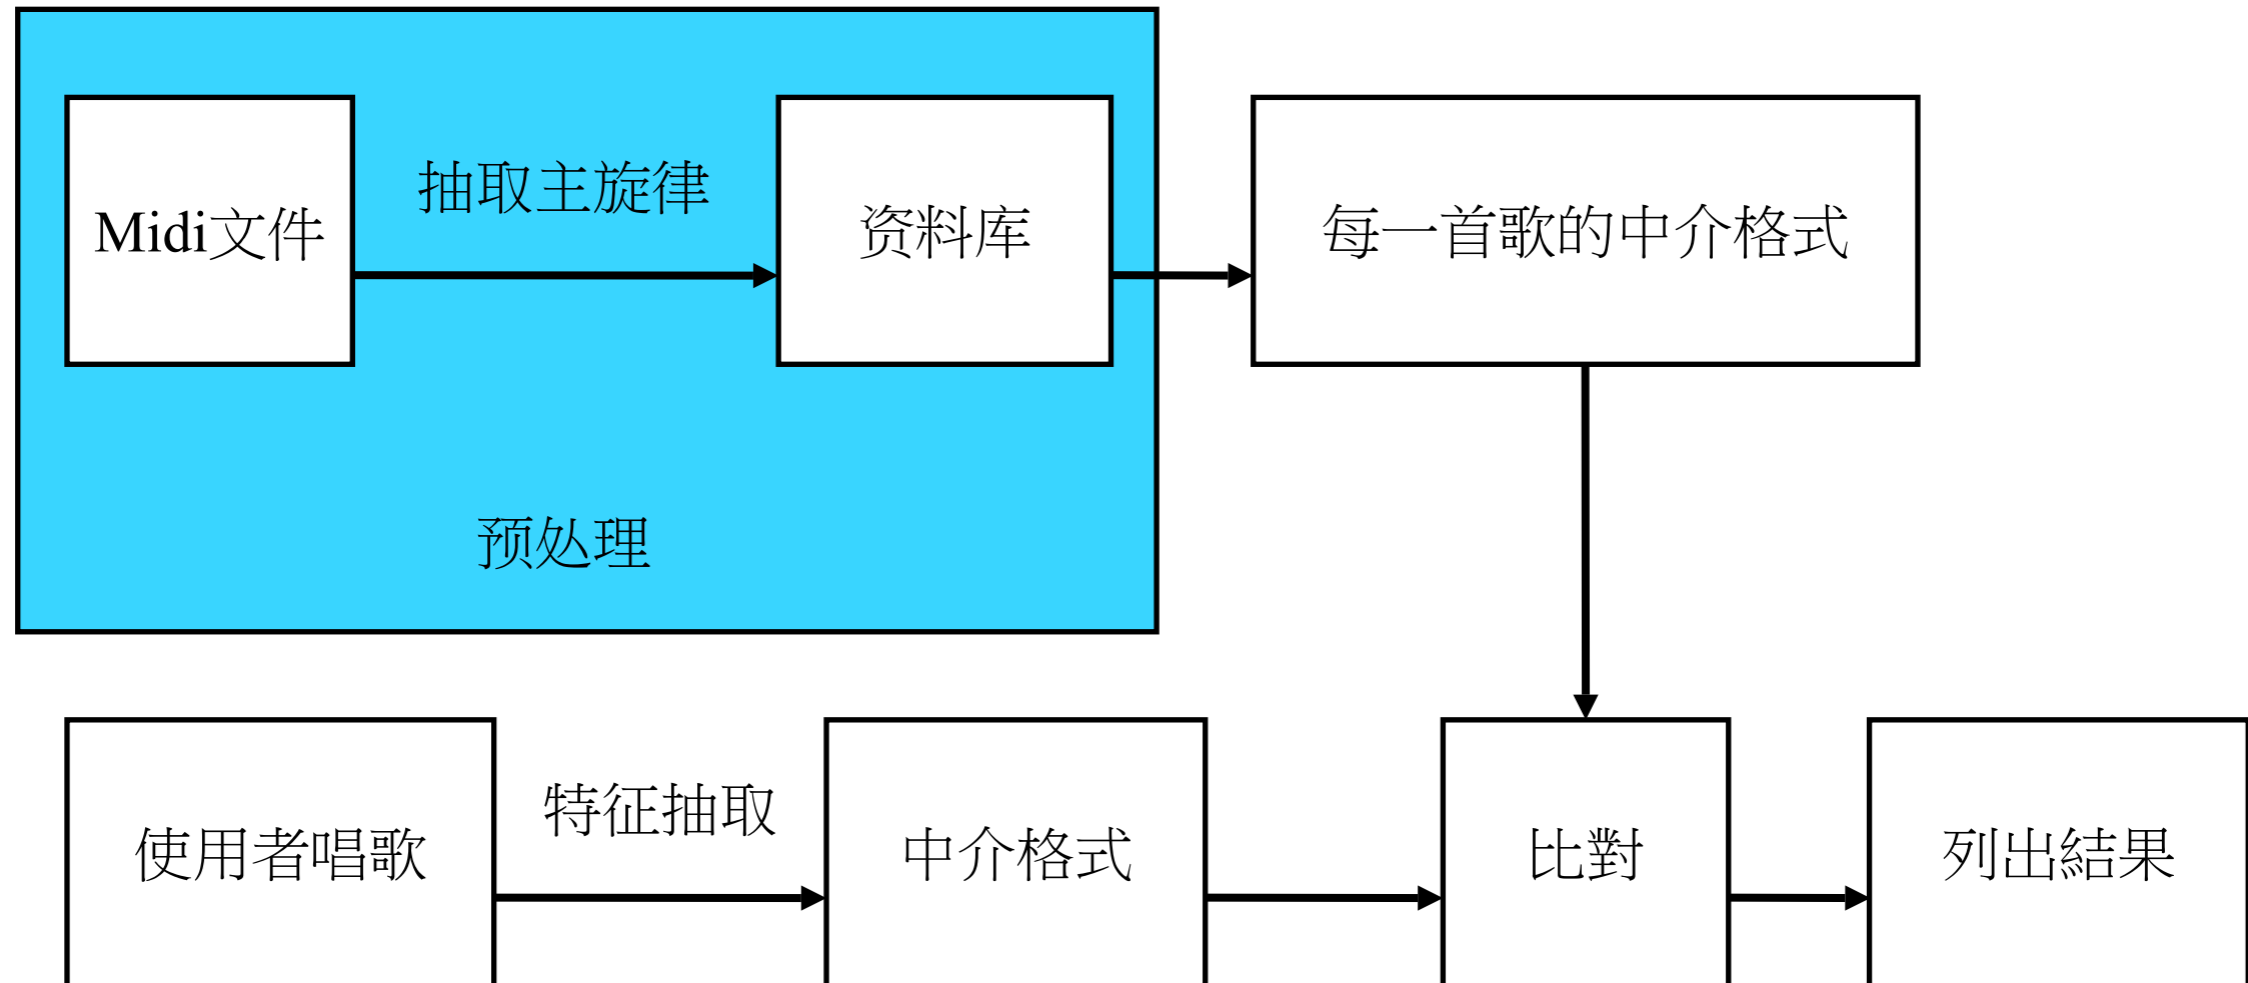 Midi文件
抽取主旋律
资料库
每一首歌的中介格式
预处理
使用者唱歌
特征抽取
中介格式
比對
列出結果